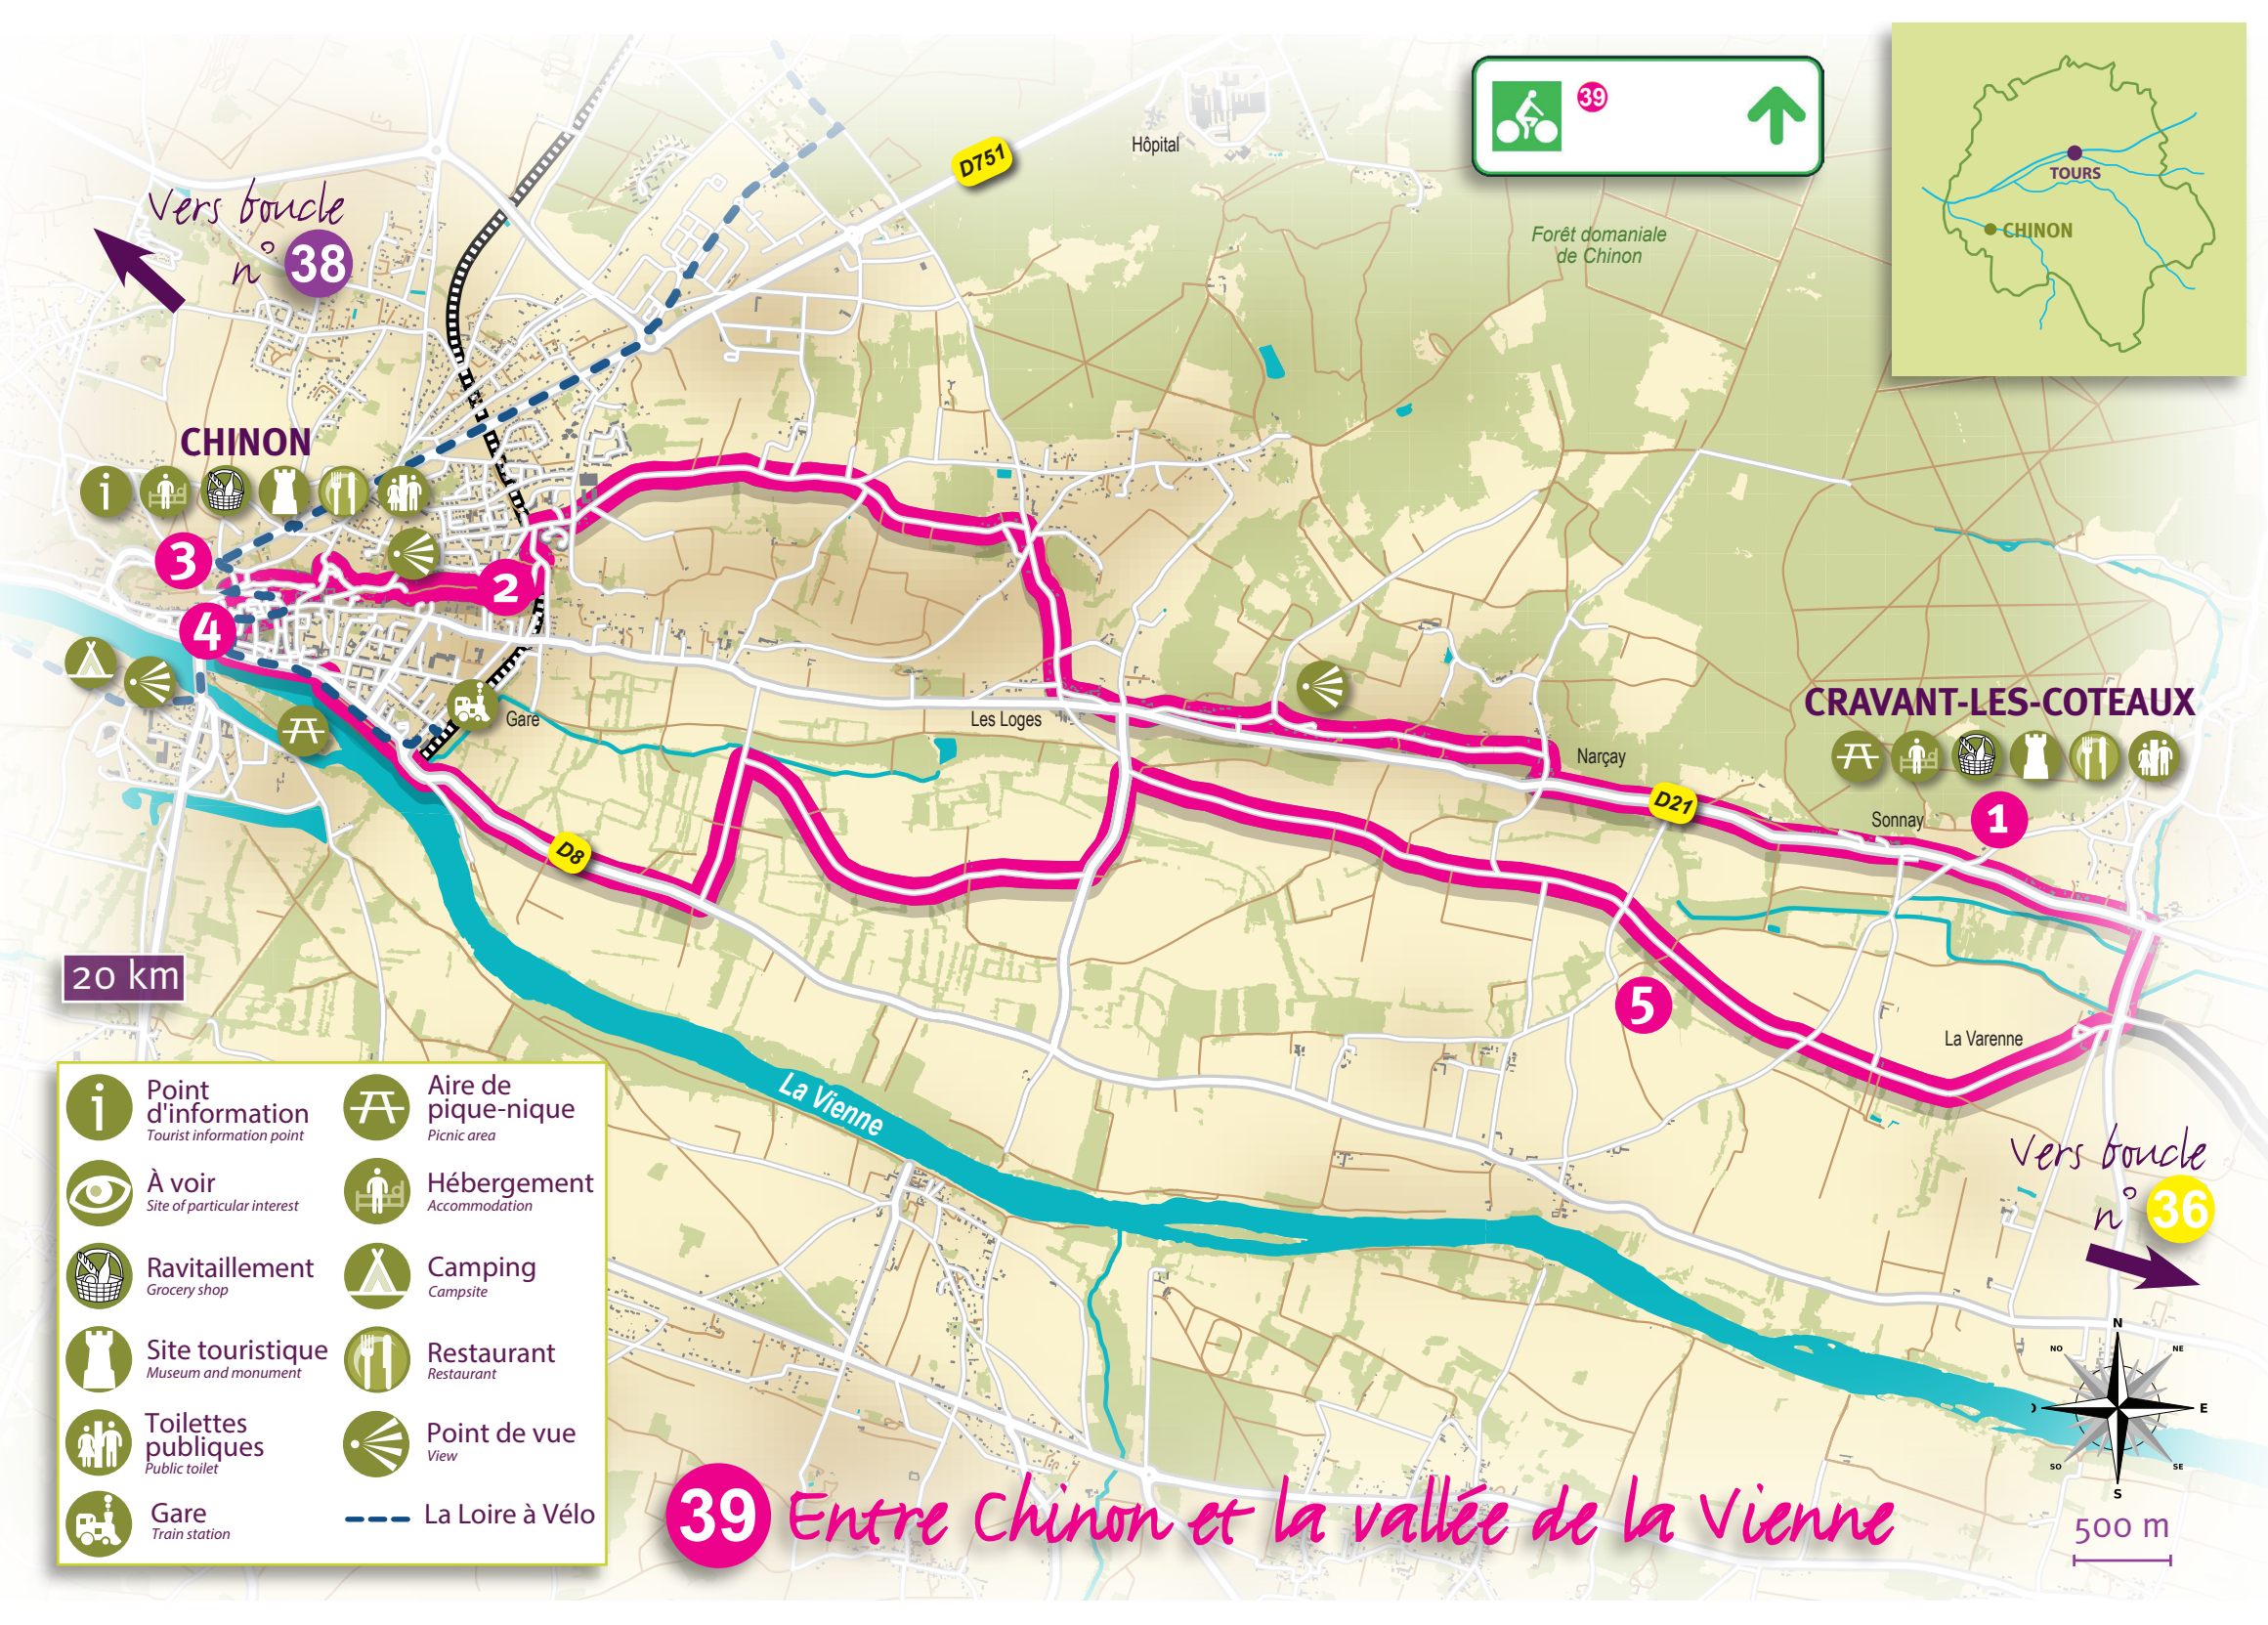 39
TOURS
CHINON
D751
Hôpital
Forêt domaniale
de Chinon
Vers boucle
n° 38
CHINON
3
2
4
Gare
Les Loges
Narçay
CRAVANT-LES-COTEAUX
D21
Sonnay
1
D8
5
La Varenne
20 km
La Vienne
Vers boucle
n° 36
Point
d'information
Tourist information point
À voir
Site of particular interest
Ravitaillement
Grocery shop
Site touristique
Museum and monument
Toilettes
publiques
Public toilet
Gare
Train station
Aire de
pique-nique
Picnic area
Hébergement
Accommodation
Camping
Campsite
Restaurant
Restaurant
Point de vue
View
La Loire à Vélo
N
NO
NE
E
SO
SE
S
500 m
39 Entre Chinon et la vallée de la Vienne